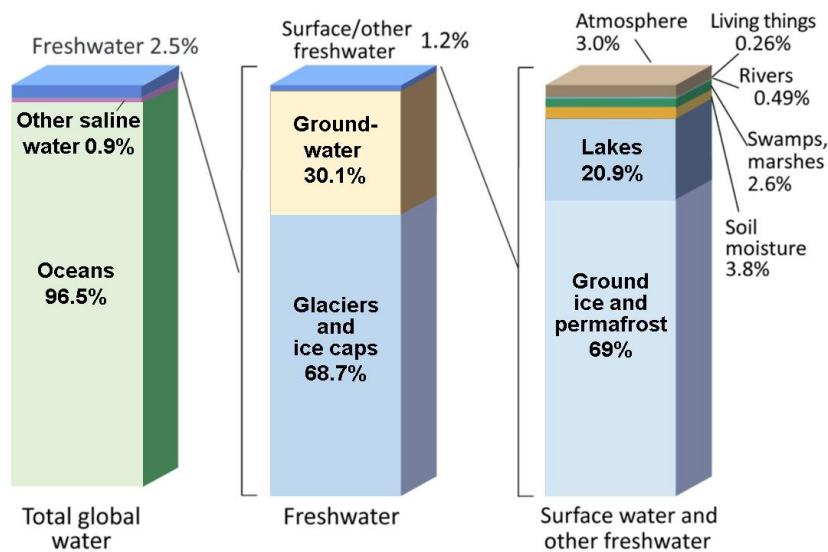 Freshwater 2.5%
Other saline
water 0.9%
Oceans
96.5%
Total global
water
Surface/other
freshwater
1.2%
Ground-
water
30.1%
Glaciers
and
ice caps
68.7%
Freshwater
Atmosphere
3.0%
Living things
0.26%
Rivers
0.49%
Swamps,
marshes
2.6%
Soil
moisture
3.8%
Lakes
20.9%
Ground
ice and
permafrost
69%
Surface water and
other freshwater